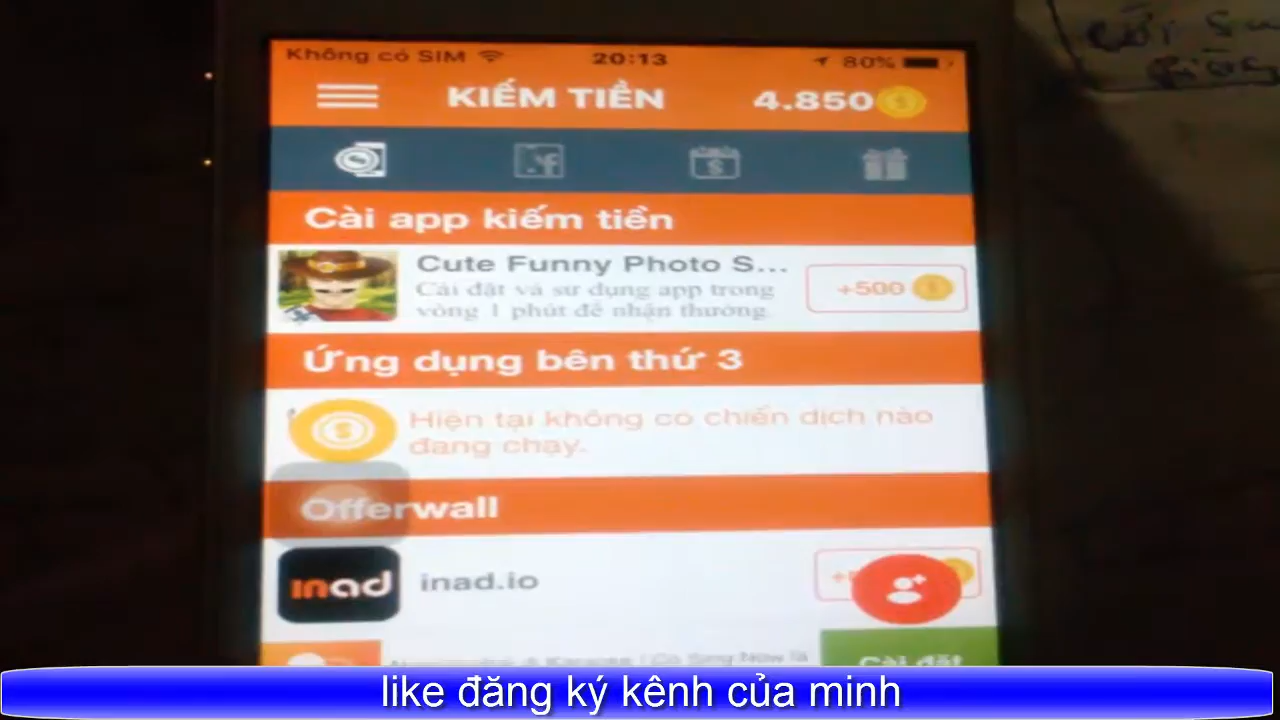 Không có SIM 20:13 80%
KIẾM TIỀN 4.850
Cài app kiếm tiền
Cute Funny Photo S...
Cài đặt và sử dụng app trong
vòng 1 phút để nhận thưởng.
+500
Ứng dụng bên thứ 3
Hiện tại không có chiến dịch nào
đang chạy.
Offerwall
inad
inad.io
Cài đặt
like đăng ký kênh của minh